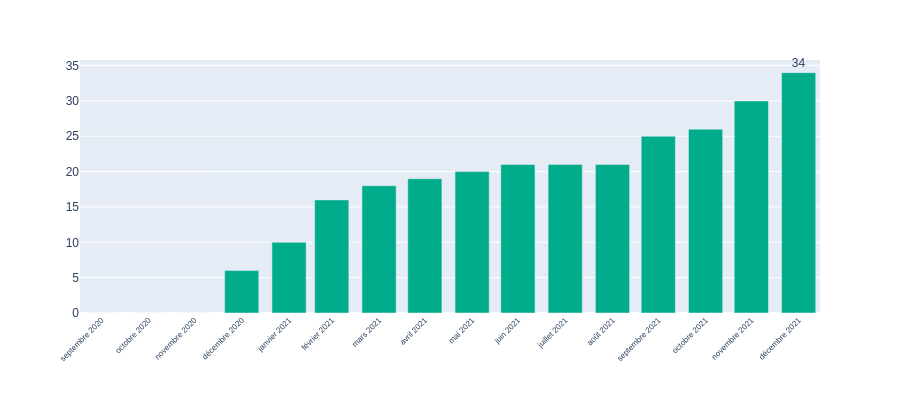 34
35
30
25
20
15
10
5
0
septembre 2020
octobre 2020
novembre 2020
décembre 2020
janvier 2021
février 2021
mars 2021
avril 2021
mai 2021
juin 2021
juillet 2021
août 2021
septembre 2021
octobre 2021
novembre 2021
décembre 2021